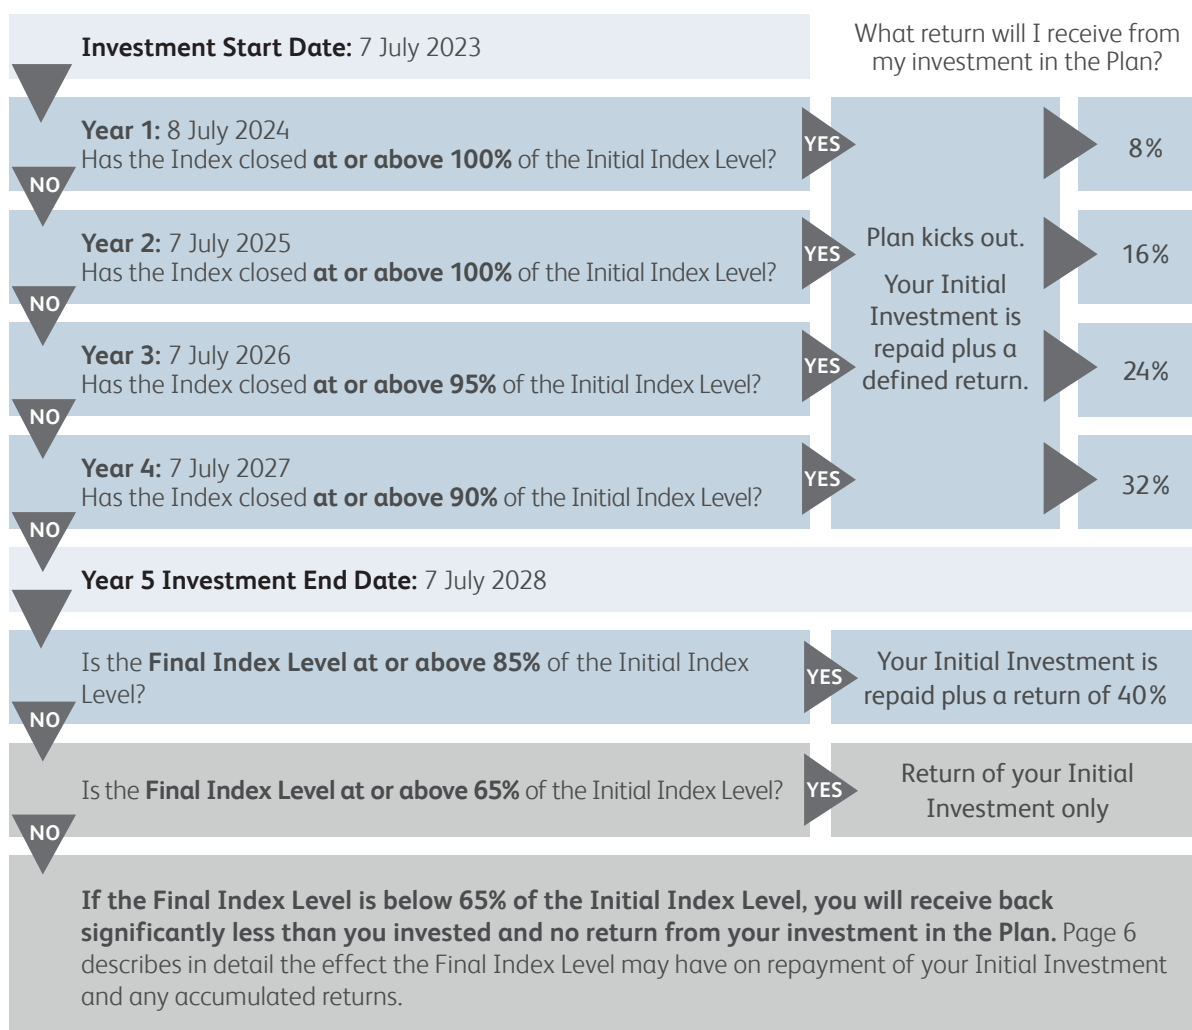 Investment Start Date: 7 July 2023
What return will I receive from
my investment in the Plan?
Year 1: 8 July 2024
Has the Index closed at or above 100% of the Initial Index Level?
YES
8%
NO
Year 2: 7 July 2025
Has the Index closed at or above 100% of the Initial Index Level?
YES
16%
NO
Year 3: 7 July 2026
Has the Index closed at or above 95% of the Initial Index Level?
YES
24%
NO
Year 4: 7 July 2027
Has the Index closed at or above 90% of the Initial Index Level?
YES
32%
NO
Plan kicks out.
Your Initial
Investment is
repaid plus a
defined return.
Year 5 Investment End Date: 7 July 2028
Is the Final Index Level at or above 85% of the Initial Index
Level?
YES
Your Initial Investment is
repaid plus a return of 40%
NO
Is the Final Index Level at or above 65% of the Initial Index Level?
YES
Return of your Initial
Investment only
NO
If the Final Index Level is below 65% of the Initial Index Level, you will receive back
significantly less than you invested and no return from your investment in the Plan. Page 6
describes in detail the effect the Final Index Level may have on repayment of your Initial Investment
and any accumulated returns.